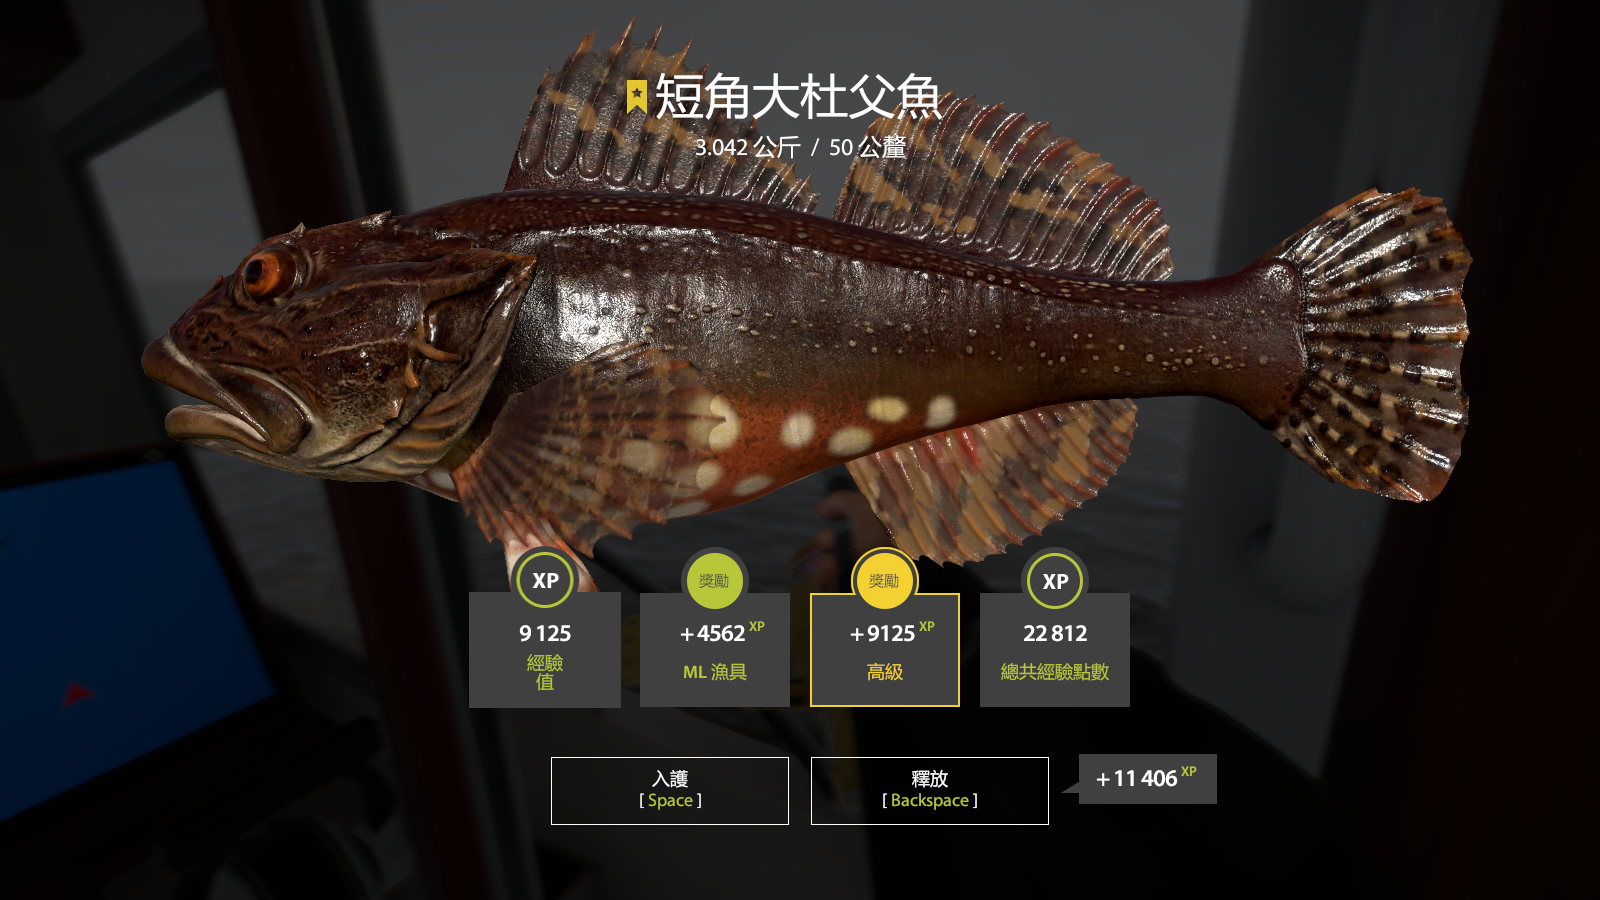 短角大杜父魚
3.042 公斤 / 50 公釐
XP
獎勵
獎勵
XP
9 125
+4562 XP
+9125 XP
22 812
經驗
值
ML 漁具
高級
總共經驗點數
入護
[ Space ]
釋放
[ Backspace ]
+11 406 XP